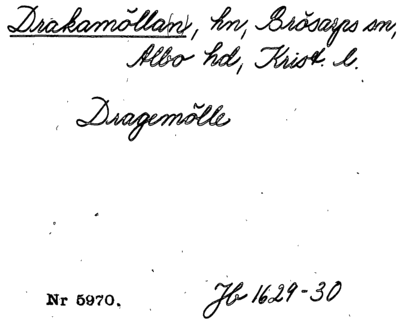 Drakamöllan, hn, Brösarps sn,
Albo hd, Krist. l.
Dragemölle
Nr 5970. Jb 1629-30